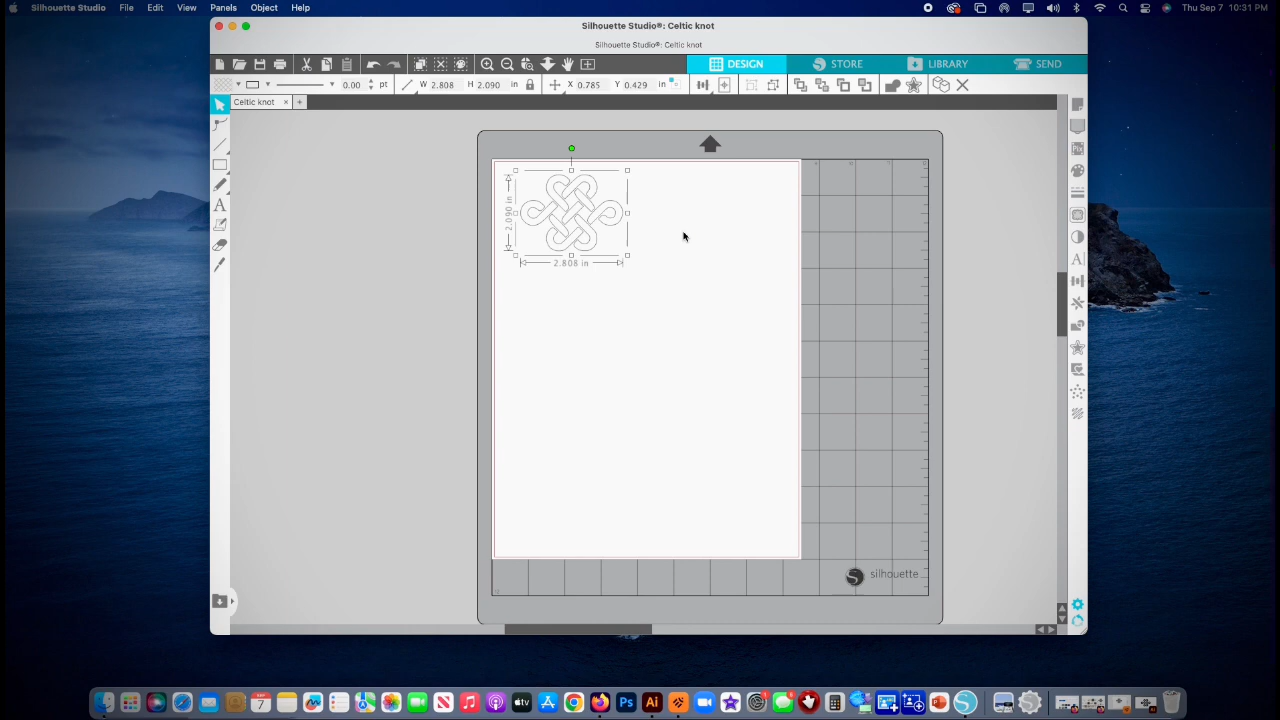 Silhouette Studio File Edit View Panels Object Help Thu Sep 7 10:31 PM
Silhouette Studio®: Celtic knot
Silhouette Studio®: Celtic knot
DESIGN STORE LIBRARY SEND
0.00 pt W 2.808 in H 2.090 in X 0.785 Y 0.429 in
Celtic knot × +
2.090 in
2.808 in
silhouette